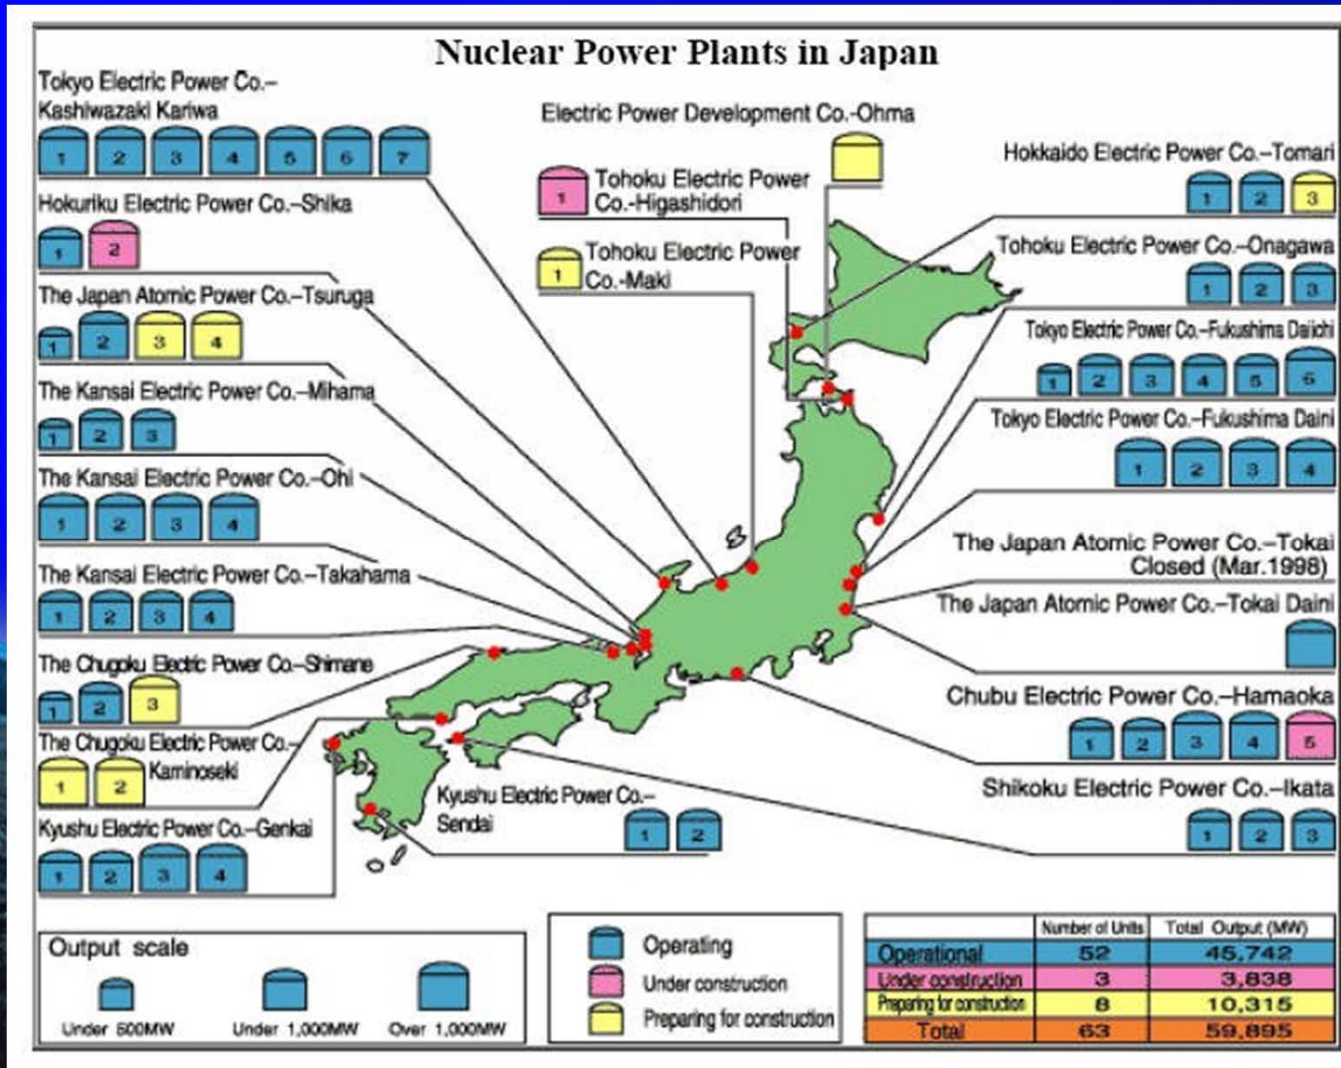 Nuclear Power Plants in Japan
Tokyo Electric Power Co.–
Kashiwazaki Kariwa
1 2 3 4 5 6 7
Hokuriku Electric Power Co.–Shika
1 2
The Japan Atomic Power Co.–Tsuruga
1 2 3 4
The Kansai Electric Power Co.–Mihama
1 2 3
The Kansai Electric Power Co.–Ohi
1 2 3 4
The Kansai Electric Power Co.–Takahama
1 2 3 4
The Chugoku Electric Power Co.–Shimane
1 2 3
The Chugoku Electric Power Co.–
Kaminoseki
1 2
Kyushu Electric Power Co.–Genkai
1 2 3 4
Electric Power Development Co.-Ohma
Tohoku Electric Power
Co.-Higashidori
1
Tohoku Electric Power
Co.-Maki
1
Hokkaido Electric Power Co.–Tomari
1 2 3
Tohoku Electric Power Co.–Onagawa
1 2 3
Tokyo Electric Power Co.–Fukushima Daiichi
1 2 3 4 5 6
Tokyo Electric Power Co.–Fukushima Daini
1 2 3 4
The Japan Atomic Power Co.–Tokai
Closed (Mar.1998)
The Japan Atomic Power Co.–Tokai Daini
Chubu Electric Power Co.–Hamaoka
1 2 3 4 5
Shikoku Electric Power Co.–Ikata
1 2 3
Kyushu Electric Power Co.–
Sendai
1 2
Output scale
Under 500MW Under 1,000MW Over 1,000MW
Operating
Under construction
Preparing for construction
Number of Units Total Output (MW)
Operational 52 45,742
Under construction 3 3,838
Preparing for construction 8 10,315
Total 63 59,895